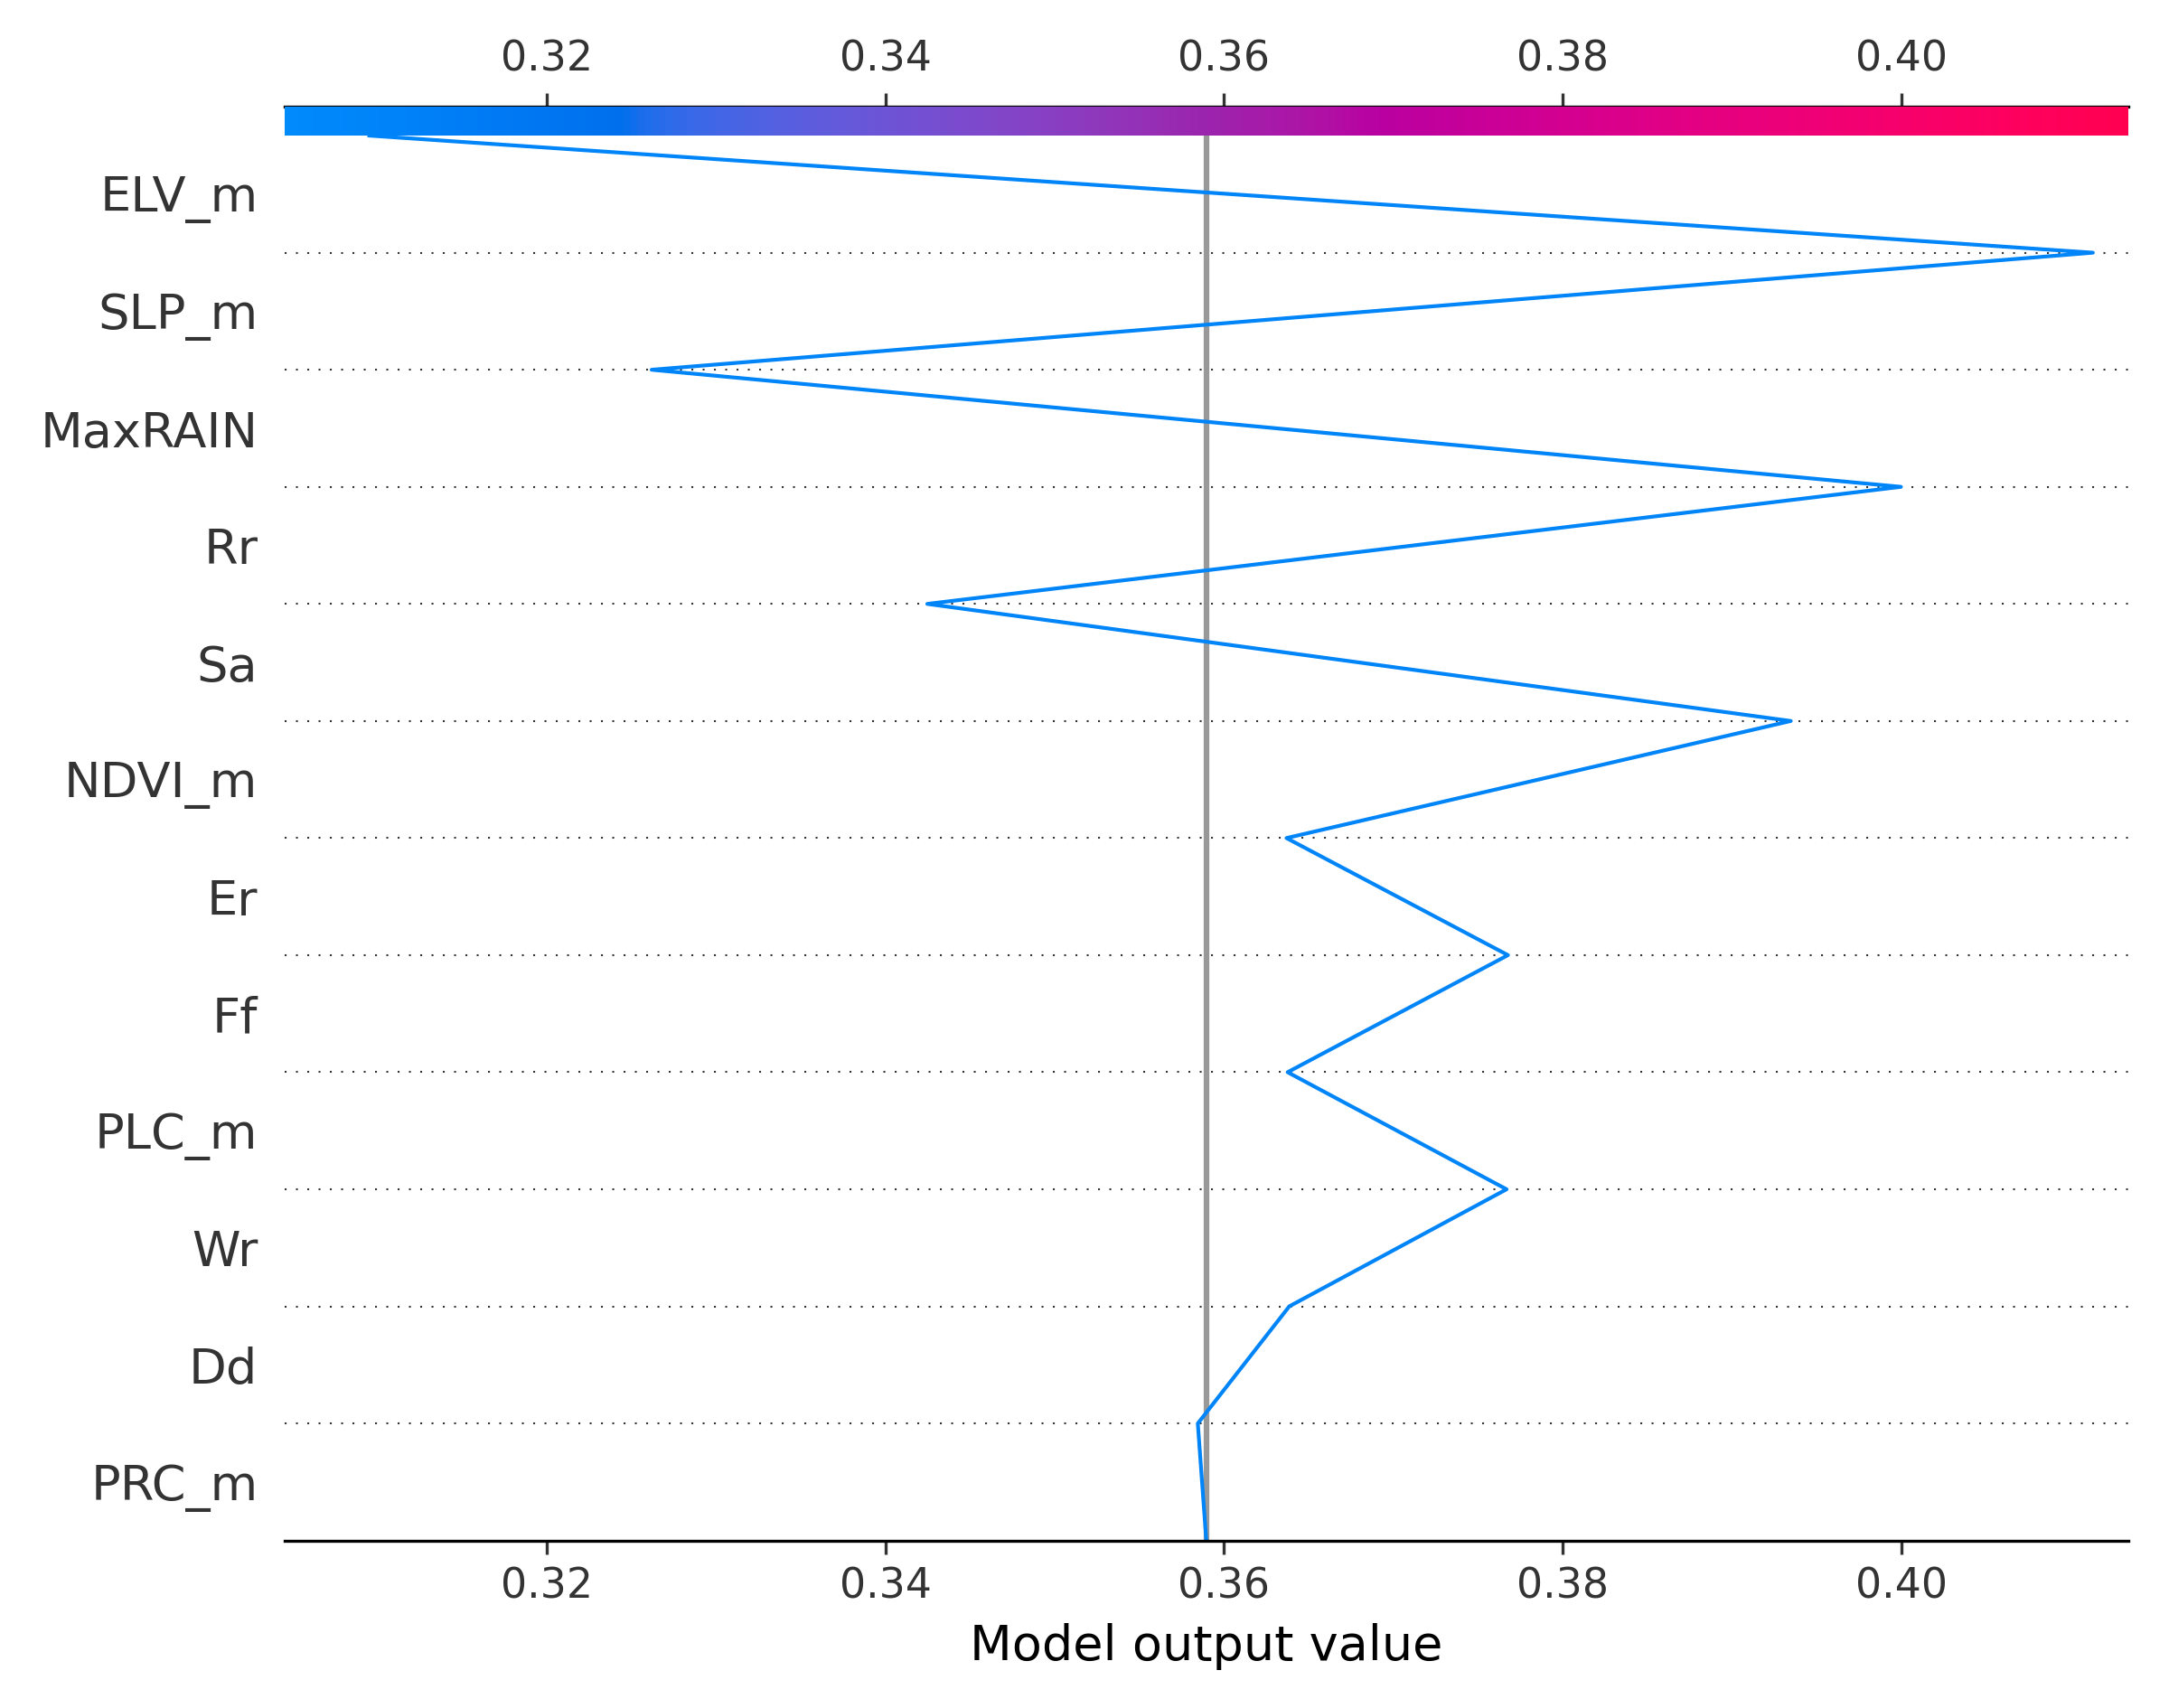 0.32 0.34 0.36 0.38 0.40
ELV_m
SLP_m
MaxRAIN
Rr
Sa
NDVI_m
Er
Ff
PLC_m
Wr
Dd
PRC_m
0.32 0.34 0.36 0.38 0.40
Model output value